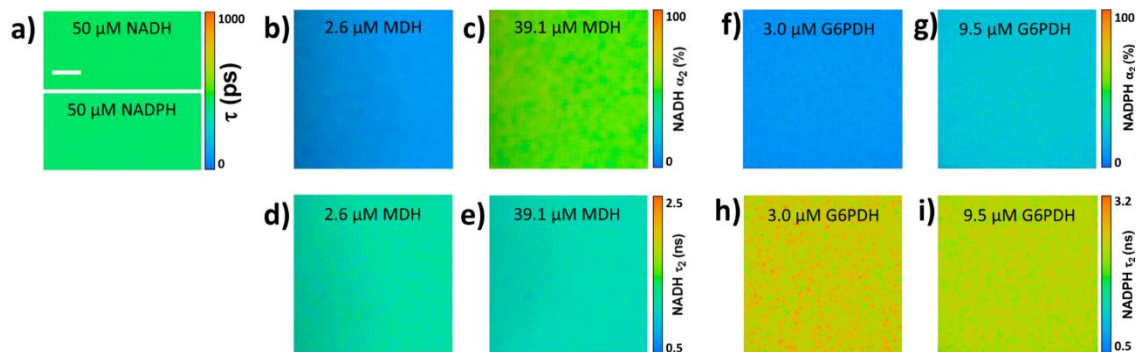 a)
50 µM NADH
50 µM NADPH
1000
τ (ps)
0
b)
2.6 µM MDH
c)
39.1 µM MDH
100
NADH α2 (%)
0
f)
3.0 µM G6PDH
g)
9.5 µM G6PDH
100
NADPH α2 (%)
0
d)
2.6 µM MDH
e)
39.1 µM MDH
2.5
NADH τ2 (ns)
0.5
h)
3.0 µM G6PDH
i)
9.5 µM G6PDH
3.2
NADPH τ2 (ns)
0.5